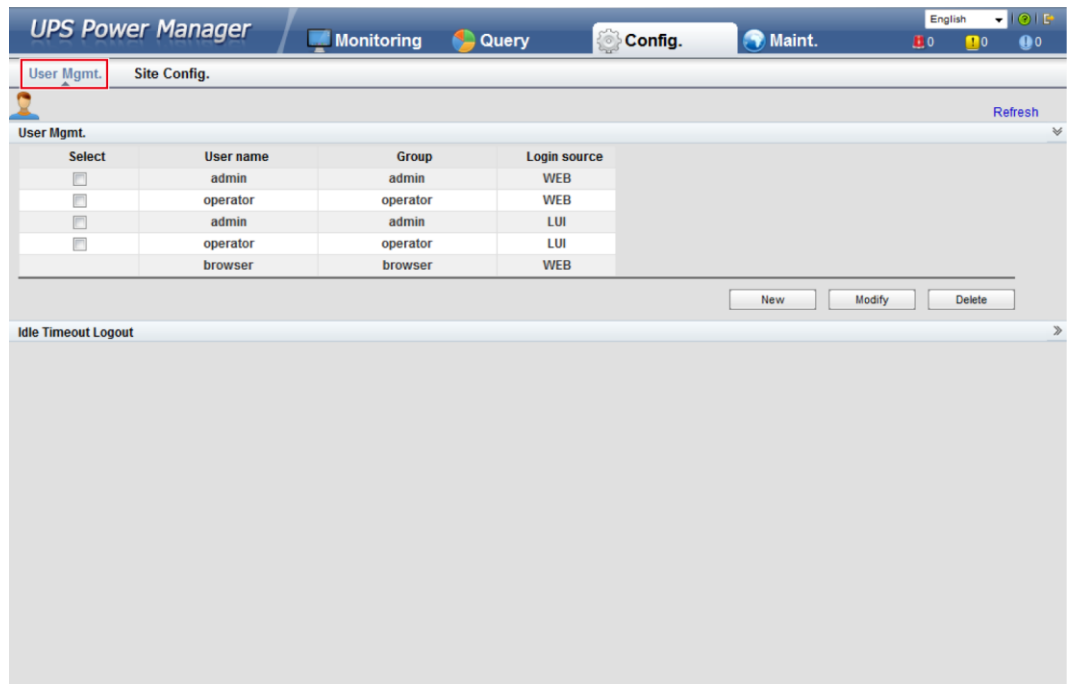 English
UPS Power Manager Monitoring Query Config. Maint. 0 0 0
User Mgmt. Site Config.
Refresh
User Mgmt.
Select User name Group Login source
admin admin WEB
operator operator WEB
admin admin LUI
operator operator LUI
browser browser WEB
New Modify Delete
Idle Timeout Logout